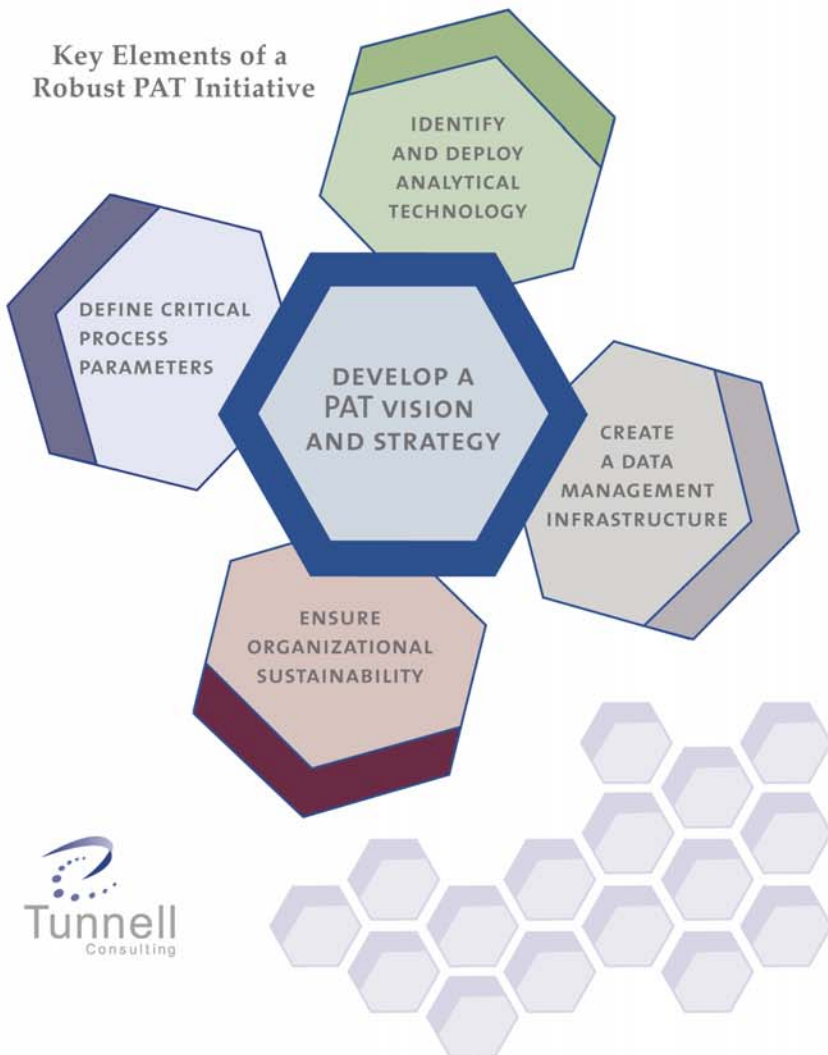 Key Elements of a
Robust PAT Initiative
IDENTIFY
AND DEPLOY
ANALYTICAL
TECHNOLOGY
DEFINE CRITICAL
PROCESS
PARAMETERS
DEVELOP A
PAT VISION
AND STRATEGY
CREATE
A DATA
MANAGEMENT
INFRASTRUCTURE
ENSURE
ORGANIZATIONAL
SUSTAINABILITY
Tunnell
Consulting